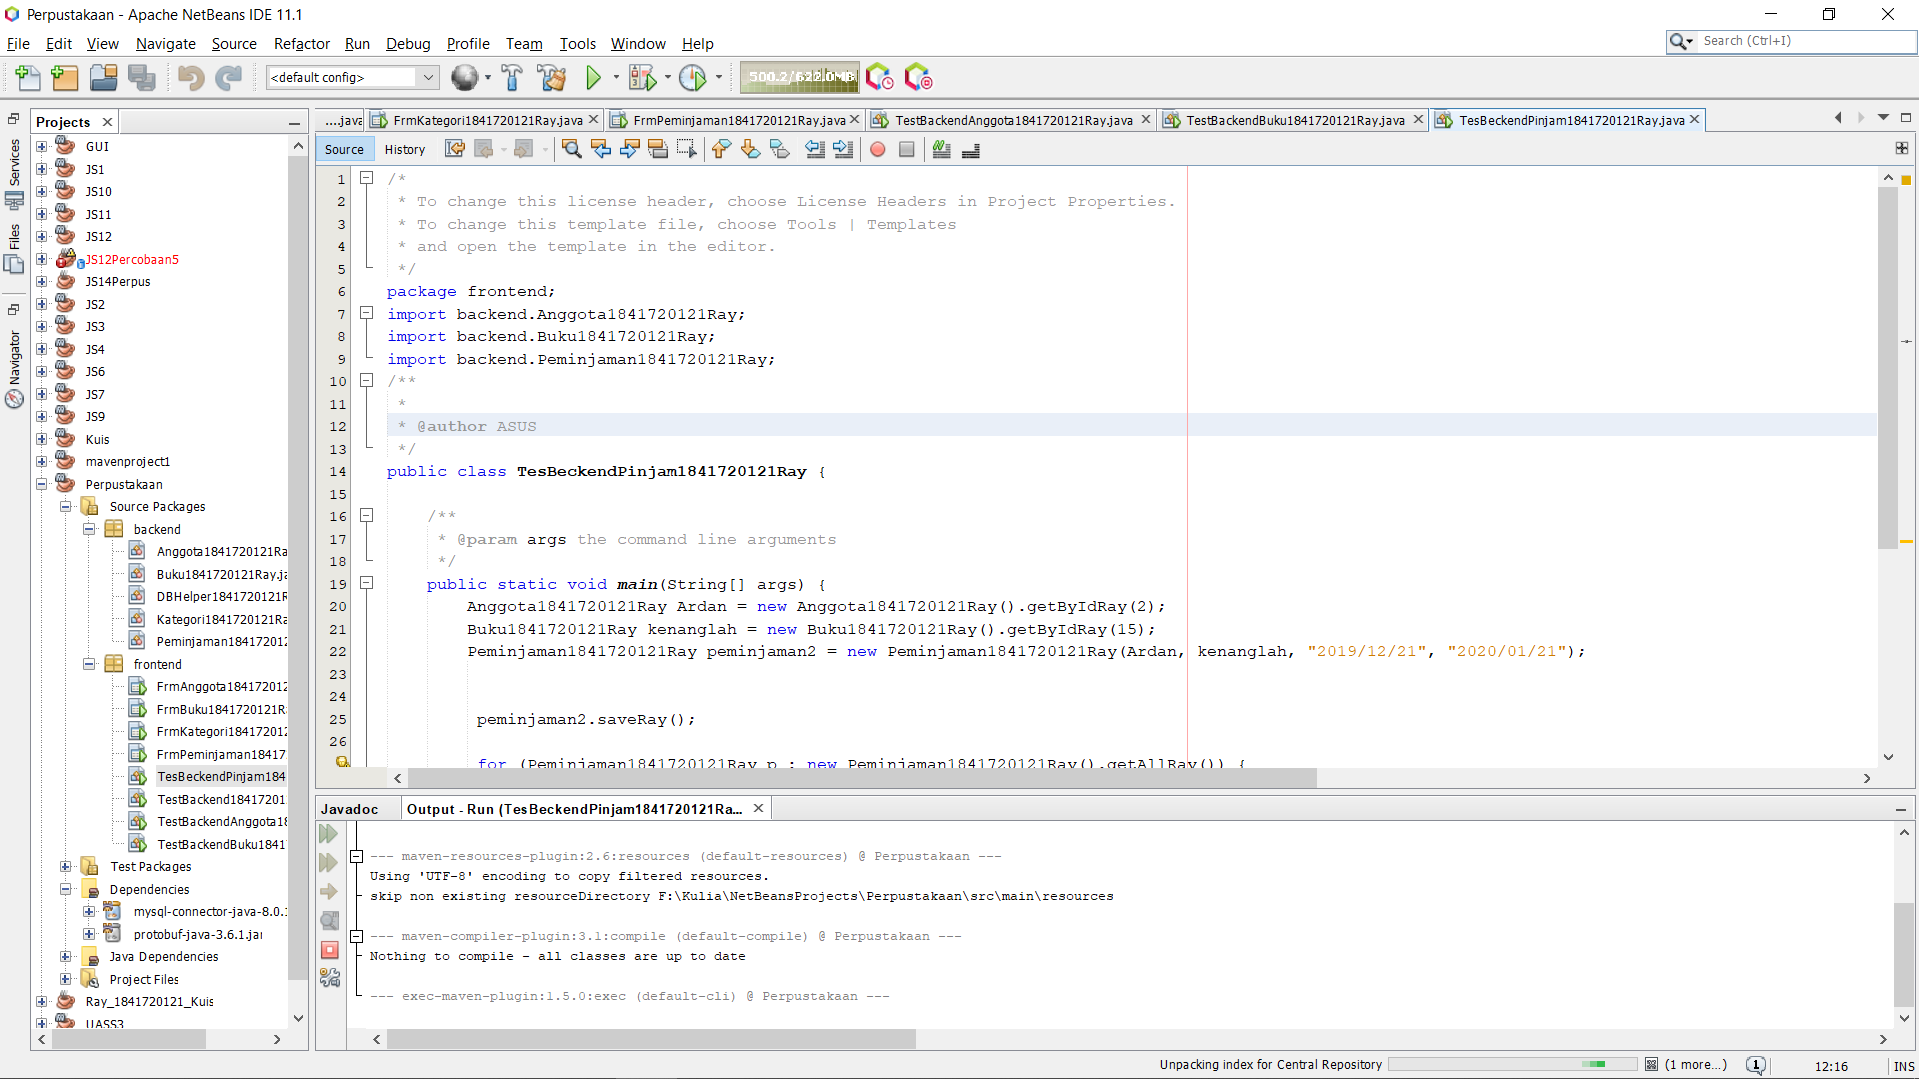 Perpustakaan - Apache NetBeans IDE 11.1
File Edit View Navigate Source Refactor Run Debug Profile Team Tools Window Help
Search (Ctrl+I)
<default config>
500.2/622.0MB
Projects
Services
Files
Navigator
GUI
JS1
JS10
JS11
JS12
JS12Percobaan5
JS14Perpus
JS2
JS3
JS4
JS6
JS7
JS9
Kuis
mavenproject1
Perpustakaan
Source Packages
backend
Anggota1841720121Ra
Buku1841720121Ray.ja
DBHelper1841720121R
Kategori1841720121Ra
Peminjaman184172012
frontend
FrmAnggota184172012
FrmBuku1841720121R
FrmKategori184172012
FrmPeminjaman18417
TesBeckendPinjam184
TestBackend18417201
TestBackendAnggota18
TestBackendBuku1841
Test Packages
Dependencies
mysql-connector-java-8.0.1
protobuf-java-3.6.1.jar
Java Dependencies
Project Files
Ray_1841720121_Kuis
UASS3
....java FrmKategori1841720121Ray.java FrmPeminjaman1841720121Ray.java TestBackendAnggota1841720121Ray.java TestBackendBuku1841720121Ray.java TesBeckendPinjam1841720121Ray.java
Source History
1 /*
2 * To change this license header, choose License Headers in Project Properties.
3 * To change this template file, choose Tools | Templates
4 * and open the template in the editor.
5 */
6 package frontend;
7 import backend.Anggota1841720121Ray;
8 import backend.Buku1841720121Ray;
9 import backend.Peminjaman1841720121Ray;
10 /**
11 *
12 * @author ASUS
13 */
14 public class TesBeckendPinjam1841720121Ray {
15
16 /**
17 * @param args the command line arguments
18 */
19 public static void main(String[] args) {
20 Anggota1841720121Ray Ardan = new Anggota1841720121Ray().getByIdRay(2);
21 Buku1841720121Ray kenanglah = new Buku1841720121Ray().getByIdRay(15);
22 Peminjaman1841720121Ray peminjaman2 = new Peminjaman1841720121Ray(Ardan, kenanglah, "2019/12/21", "2020/01/21");
23
24
25 peminjaman2.saveRay();
26
for (Peminjaman1841720121Ray p : new Peminjaman1841720121Ray().getAllRay()) {
Javadoc Output - Run (TesBeckendPinjam1841720121Ra...
--- maven-resources-plugin:2.6:resources (default-resources) @ Perpustakaan ---
Using 'UTF-8' encoding to copy filtered resources.
skip non existing resourceDirectory F:\Kulia\NetBeansProjects\Perpustakaan\src\main\resources
--- maven-compiler-plugin:3.1:compile (default-compile) @ Perpustakaan ---
Nothing to compile - all classes are up to date
--- exec-maven-plugin:1.5.0:exec (default-cli) @ Perpustakaan ---
Unpacking index for Central Repository (1 more...) 1 12:16 INS